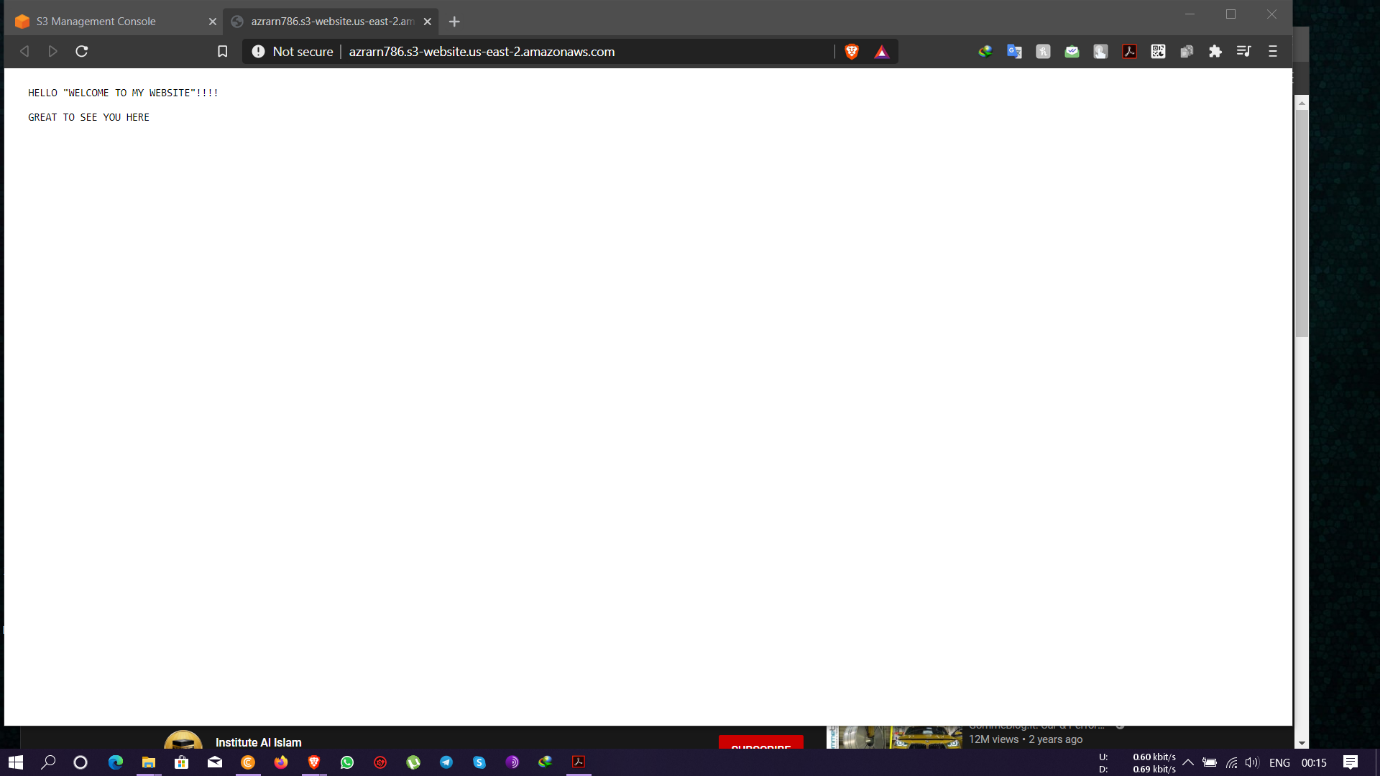 S3 Management Console
azrarn786.s3-website.us-east-2.am
Not secure
azrarn786.s3-website.us-east-2.amazonaws.com
HELLO "WELCOME TO MY WEBSITE"!!!!
GREAT TO SEE YOU HERE
Institute Al Islam
SUBSCRIBE
12M views • 2 years ago
U: 0.60 kbit/s
D: 0.69 kbit/s
ENG
00:15